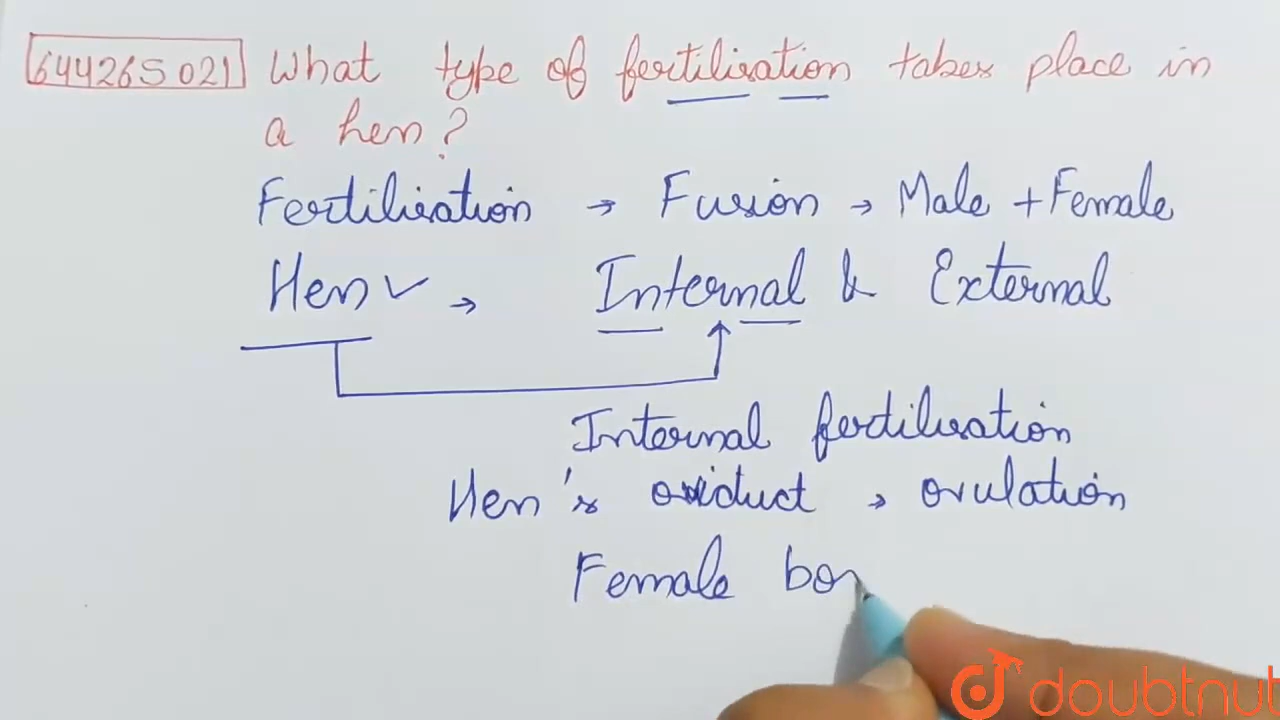 644265021 What type of fertilisation takes place in
a hen?
Fertilisation → Fusion → Male + Female
Hen ✓ → Internal & External
Internal fertilisation
Hen's oviduct → ovulation
Female bo
doubtnut